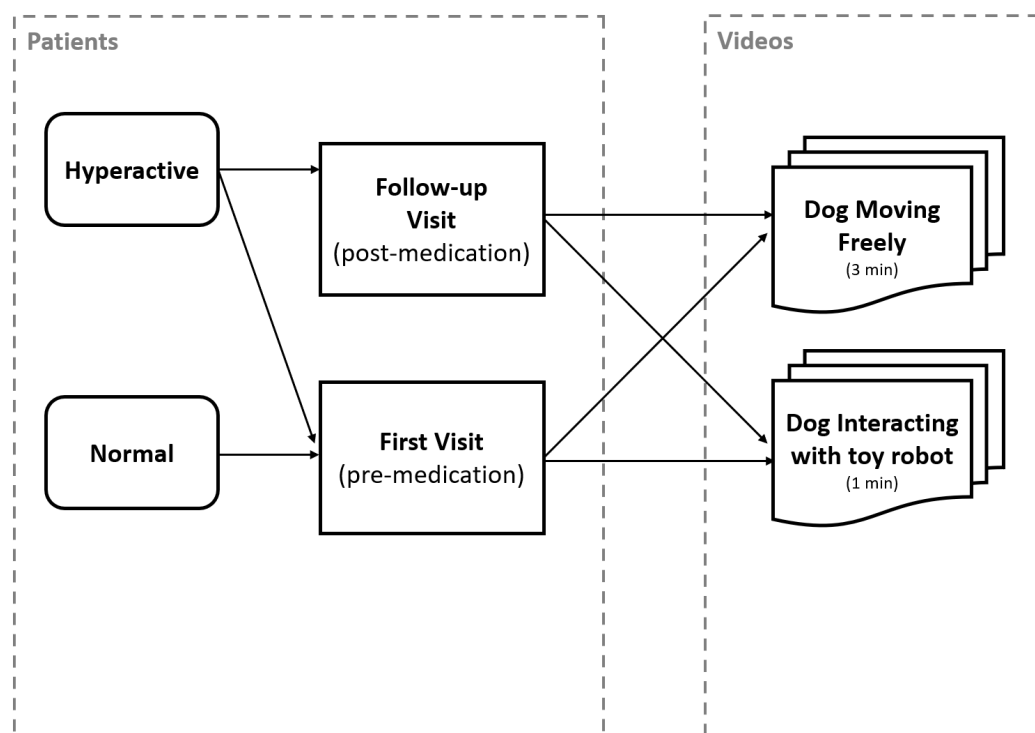 Patients
Videos
Hyperactive
Follow-up
Visit
(post-medication)
Dog Moving
Freely
(3 min)
Normal
First Visit
(pre-medication)
Dog Interacting
with toy robot
(1 min)